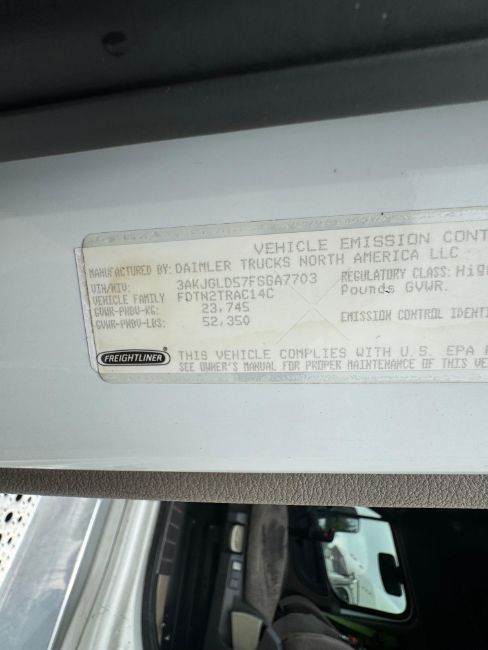 VEHICLE EMISSION CONT
MANUFACTURED BY: DAIMLER TRUCKS NORTH AMERICA LLC
VIN/NIV: 3AKJGLD57FSGA7703
REGULATORY CLASS: Hig
VEHICLE FAMILY FDTN2TRAC14C
Pounds GVWR.
GVWR-PNBV-KG: 23,745
GVWR-PNBV-LBS: 52,350
EMISSION CONTROL IDENTI
FREIGHTLINER
THIS VEHICLE COMPLIES WITH U.S. EPA
SEE OWNER'S MANUAL FOR PROPER MAINTENANCE OF THIS VE